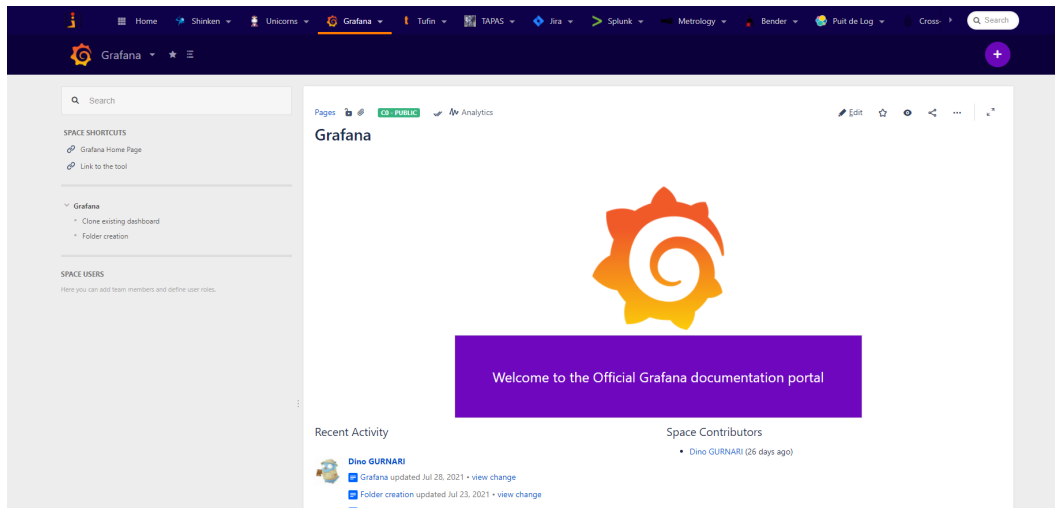 Home Shinken Unicorns Grafana Tufin TAPAS Jira Splunk Metrology Bender Puit de Log Cross- Search
Grafana
Search
SPACE SHORTCUTS
Grafana Home Page
Link to the tool
Grafana
Clone existing dashboard
Folder creation
SPACE USERS
Here you can add team members and define user roles.
Pages C0 - PUBLIC Analytics Edit
Grafana
Welcome to the Official Grafana documentation portal
Recent Activity
Dino GURNARI
Grafana updated Jul 28, 2021 • view change
Folder creation updated Jul 23, 2021 • view change
Space Contributors
• Dino GURNARI (26 days ago)